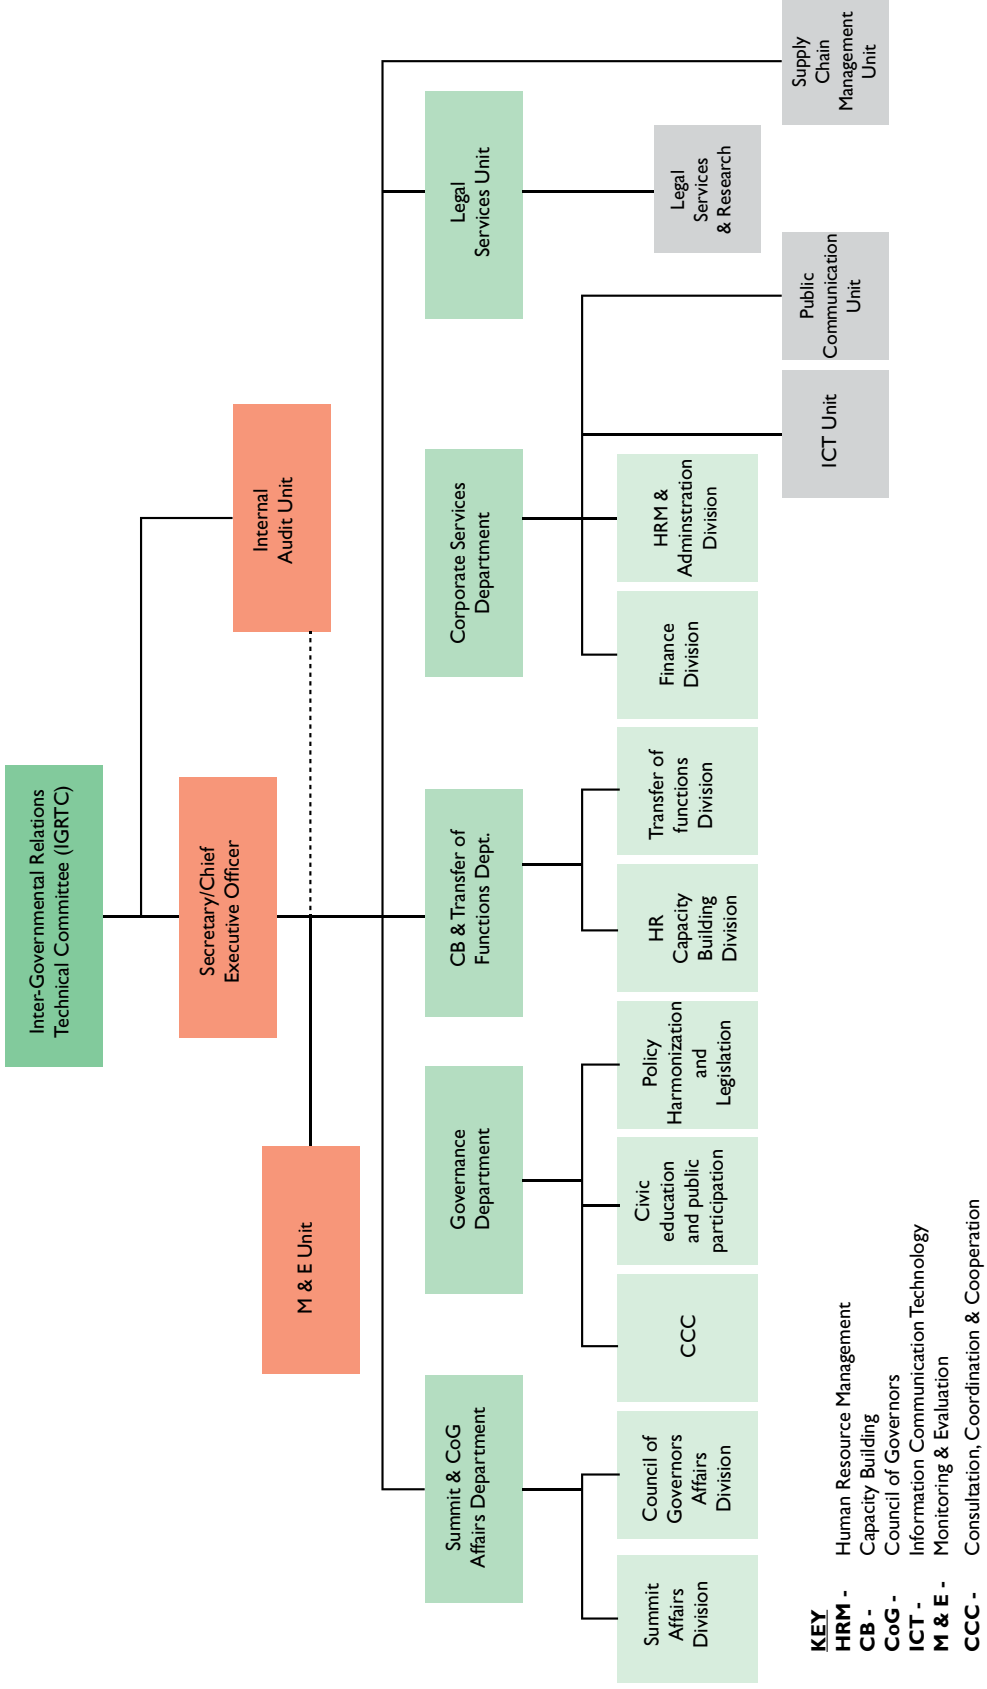 Inter-Governmental Relations
Technical Committee (IGRTC)
Secretary/Chief
Executive Officer
Internal
Audit Unit
M & E Unit
Summit & CoG
Affairs Department
Governance
Department
CB & Transfer of
Functions Dept.
Corporate Services
Department
Legal
Services Unit
Summit
Affairs
Division
Council of
Governors
Affairs
Division
CCC
Civic
education
and public
participation
Policy
Harmonization
and
Legislation
HR
Capacity
Building
Division
Transfer of
functions
Division
Finance
Division
HRM &
Adminstration
Division
ICT Unit
Public
Communication
Unit
Legal
Services
& Research
Supply
Chain
Management
Unit
KEY
HRM - Human Resource Management
CB - Capacity Building
CoG - Council of Governors
ICT - Information Communication Technology
M & E - Monitoring & Evaluation
CCC - Consultation, Coordination & Cooperation